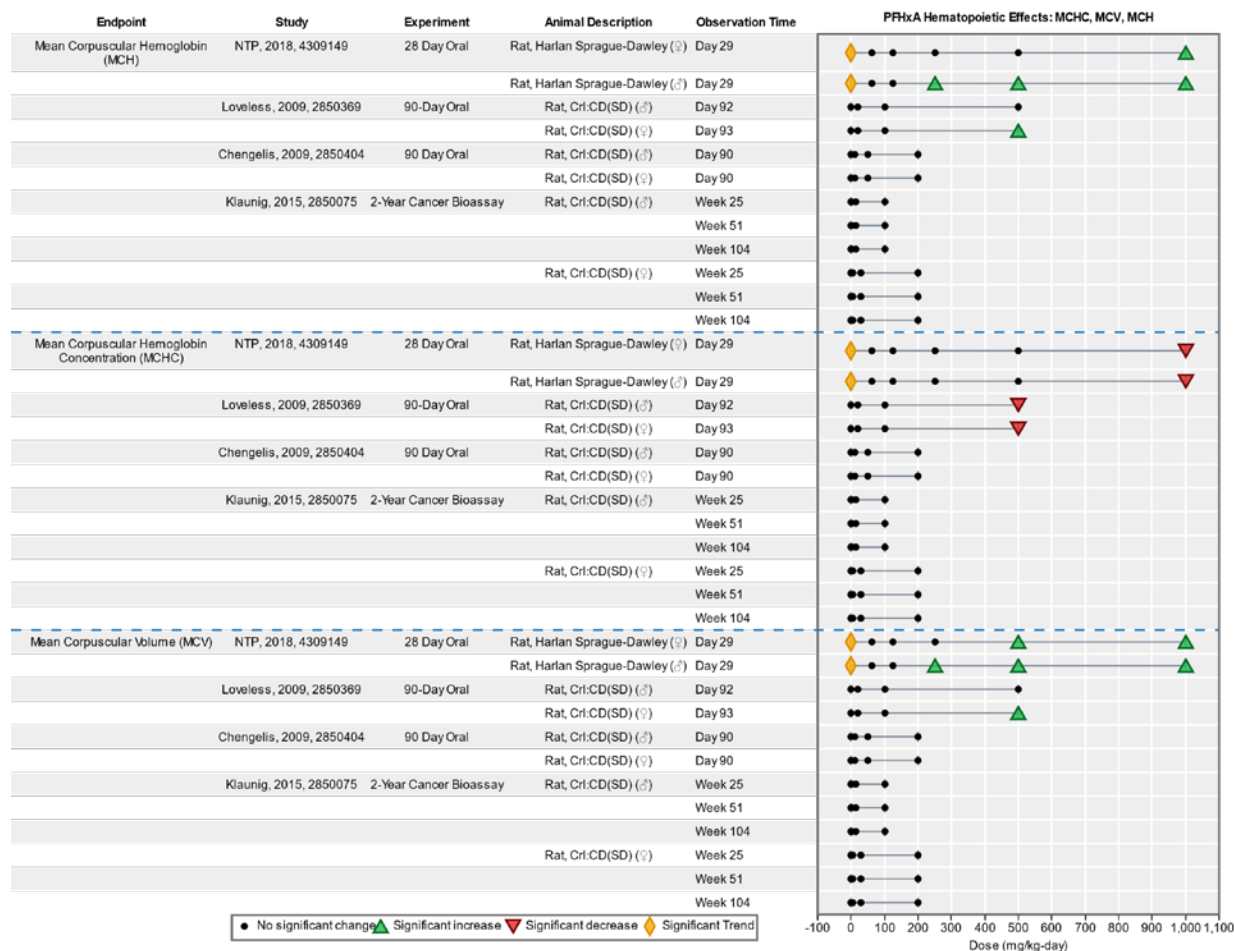 Endpoint Study Experiment Animal Description Observation Time PFHxA Hematopoietic Effects: MCHC, MCV, MCH
Mean Corpuscular Hemoglobin NTP, 2018, 4309149 28 Day Oral Rat, Harlan Sprague-Dawley (♀) Day 29
(MCH)
Rat, Harlan Sprague-Dawley (♂) Day 29
Loveless, 2009, 2850369 90-Day Oral Rat, Crl:CD(SD) (♂) Day 92
Rat, Crl:CD(SD) (♀) Day 93
Chengelis, 2009, 2850404 90 Day Oral Rat, Crl:CD(SD) (♂) Day 90
Rat, Crl:CD(SD) (♀) Day 90
Klaunig, 2015, 2850075 2-Year Cancer Bioassay Rat, Crl:CD(SD) (♂) Week 25
Week 51
Week 104
Rat, Crl:CD(SD) (♀) Week 25
Week 51
Week 104
Mean Corpuscular Hemoglobin NTP, 2018, 4309149 28 Day Oral Rat, Harlan Sprague-Dawley (♀) Day 29
Concentration (MCHC)
Rat, Harlan Sprague-Dawley (♂) Day 29
Loveless, 2009, 2850369 90-Day Oral Rat, Crl:CD(SD) (♂) Day 92
Rat, Crl:CD(SD) (♀) Day 93
Chengelis, 2009, 2850404 90 Day Oral Rat, Crl:CD(SD) (♂) Day 90
Rat, Crl:CD(SD) (♀) Day 90
Klaunig, 2015, 2850075 2-Year Cancer Bioassay Rat, Crl:CD(SD) (♂) Week 25
Week 51
Week 104
Rat, Crl:CD(SD) (♀) Week 25
Week 51
Week 104
Mean Corpuscular Volume (MCV) NTP, 2018, 4309149 28 Day Oral Rat, Harlan Sprague-Dawley (♀) Day 29
Rat, Harlan Sprague-Dawley (♂) Day 29
Loveless, 2009, 2850369 90-Day Oral Rat, Crl:CD(SD) (♂) Day 92
Rat, Crl:CD(SD) (♀) Day 93
Chengelis, 2009, 2850404 90 Day Oral Rat, Crl:CD(SD) (♂) Day 90
Rat, Crl:CD(SD) (♀) Day 90
Klaunig, 2015, 2850075 2-Year Cancer Bioassay Rat, Crl:CD(SD) (♂) Week 25
Week 51
Week 104
Rat, Crl:CD(SD) (♀) Week 25
Week 51
Week 104
No significant change Significant increase Significant decrease Significant Trend
-100 0 100 200 300 400 500 600 700 800 900 1,000 1,100
Dose (mg/kg-day)